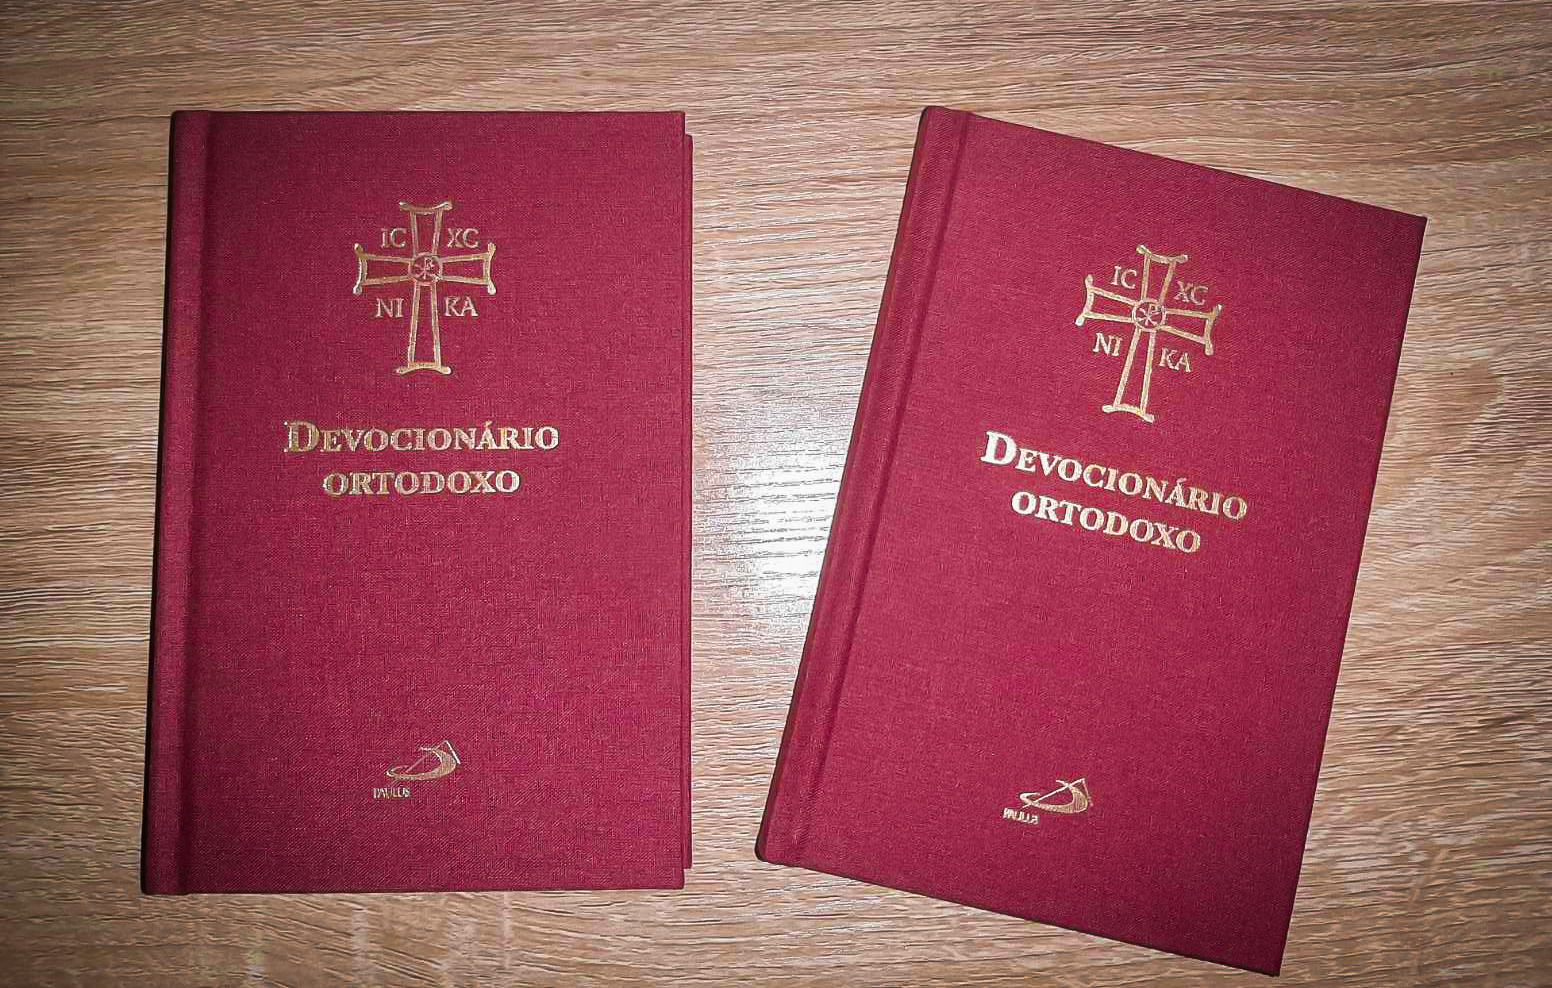 IC XC
NI KA
DEVOCIONÁRIO
ORTODOXO
PAULUS
IC XC
NI KA
DEVOCIONÁRIO
ORTODOXO
PAULUS